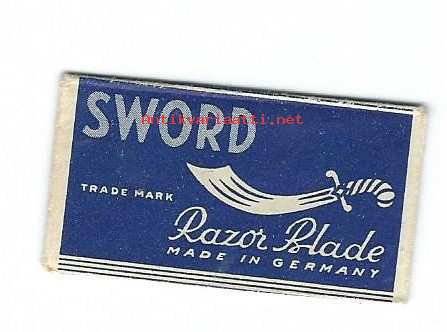 SWORD
antikvariaatti.net
TRADE MARK
Razor Blade
MADE IN GERMANY